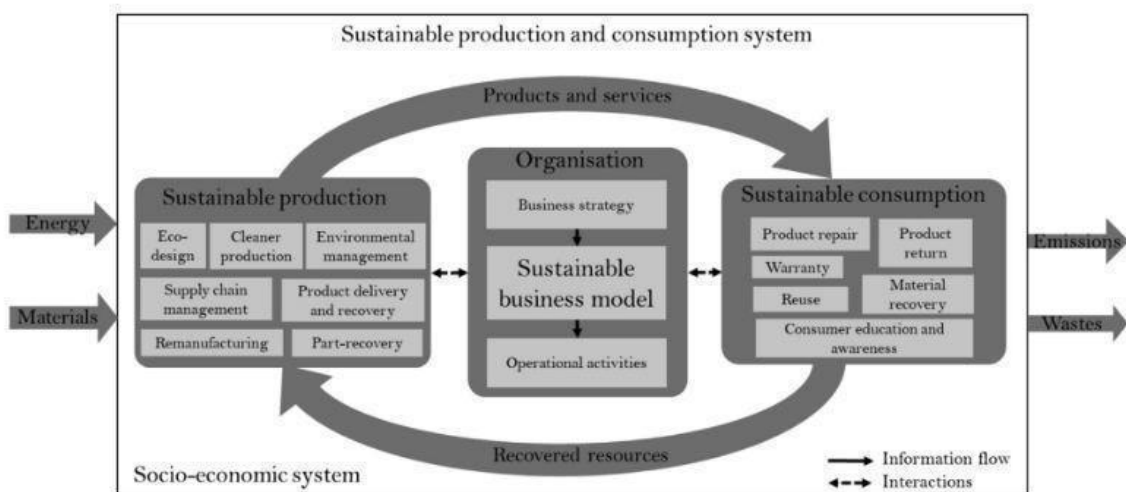 Sustainable production and consumption system
Products and services
Organisation
Sustainable production
Sustainable consumption
Energy
Materials
Eco-
design
Cleaner
production
Environmental
management
Supply chain
management
Product delivery
and recovery
Remanufacturing
Part-recovery
Business strategy
Sustainable
business model
Operational activities
Product repair
Product
return
Warranty
Reuse
Material
recovery
Consumer education and
awareness
Emissions
Wastes
Recovered resources
Socio-economic system
Information flow
Interactions